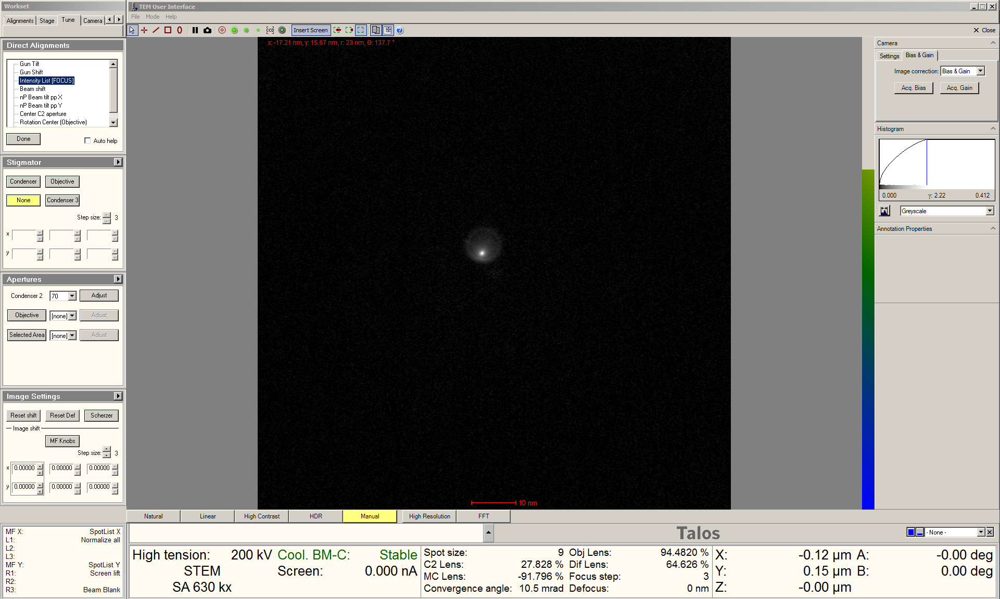 Workset
Alignments Stage Tune Camera
Direct Alignments
Gun Tilt
Gun Shift
Intensity List [FOCUS]
Beam shift
nP Beam tilt pp X
nP Beam tilt pp Y
Center C2 aperture
Rotation Center (Objective)
Done
Auto help
Stigmator
Condenser Objective
None Condenser 3
Step size: 3
x
y
Apertures
Condenser 2 70 Adjust
Objective [none] Adjust
Selected Area [none] Adjust
Image Settings
Reset shift Reset Def Scherzer
Image shift
MF Knobs
Step size: 3
x 0.00000 0.00000 0.00000
y 0.00000 0.00000 0.00000
MF X: SpotList X
L1: Normalize all
L2:
L3:
MF Y: SpotList Y
R1: Screen lift
R2:
R3: Beam Blank
TEM User Interface
File Mode Help
CCD Insert Screen ? Close
x: -17.21 nm, y: 15.67 nm, r: 23 nm, Θ: 137.7 °
10 nm
Camera
Settings Bias & Gain
Image correction: Bias & Gain
Acq. Bias Acq. Gain
Histogram
0.000 γ: 2.22 0.412
Greyscale
Annotation Properties
Natural Linear High Contrast HDR Manual High Resolution FFT
Talos
- None -
High tension: 200 kV Cool. BM-C: Stable
STEM Screen: 0.000 nA
SA 630 kx
Spot size: 9 Obj Lens: 94.4820 %
C2 Lens: 27.828 % Dif Lens: 64.626 %
MC Lens: -91.796 % Focus step: 3
Convergence angle: 10.5 mrad Defocus: 0 nm
X: -0.12 µm A: -0.00 deg
Y: 0.15 µm B: 0.00 deg
Z: -0.00 µm